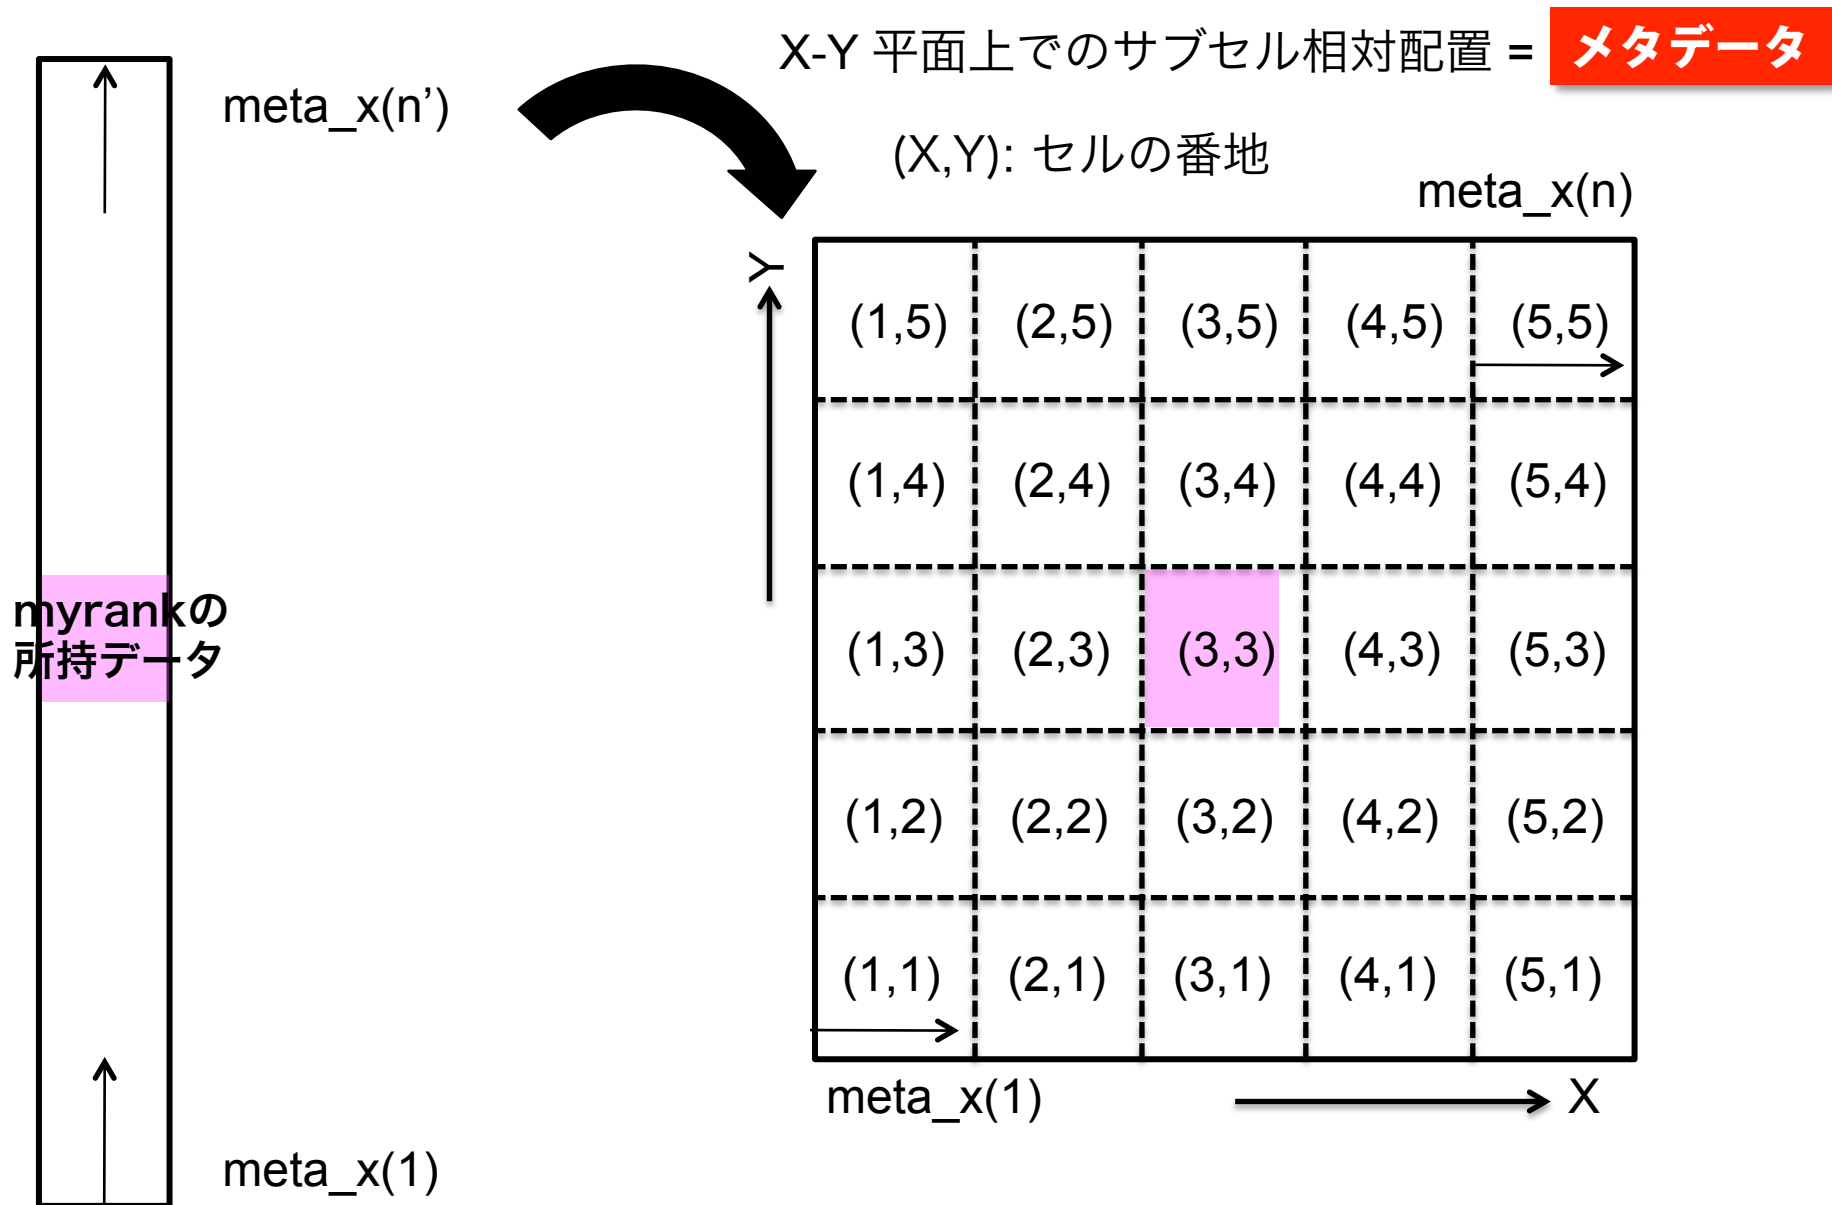 X-Y 平面上でのサブセル相対配置 = メタデータ
meta_x(n’)
(X,Y): セルの番地
meta_x(n)
Y
(1,5) (2,5) (3,5) (4,5) (5,5)
(1,4) (2,4) (3,4) (4,4) (5,4)
myrankの
所持データ
(1,3) (2,3) (3,3) (4,3) (5,3)
(1,2) (2,2) (3,2) (4,2) (5,2)
(1,1) (2,1) (3,1) (4,1) (5,1)
meta_x(1)
X
meta_x(1)